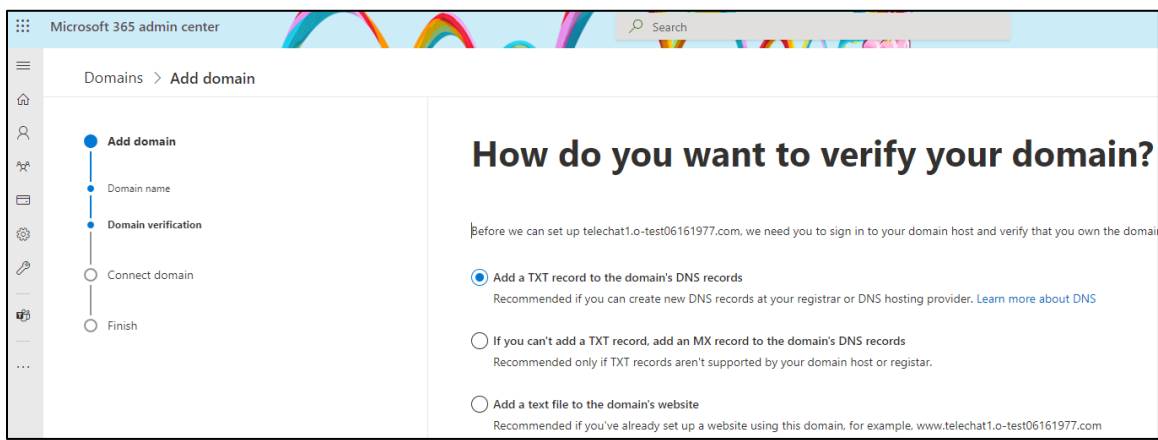 Microsoft 365 admin center
Search
Domains > Add domain
Add domain
Domain name
Domain verification
Connect domain
Finish
How do you want to verify your domain?
Before we can set up telechat1.o-test06161977.com, we need you to sign in to your domain host and verify that you own the domai
Add a TXT record to the domain's DNS records
Recommended if you can create new DNS records at your registrar or DNS hosting provider. Learn more about DNS
If you can't add a TXT record, add an MX record to the domain's DNS records
Recommended only if TXT records aren't supported by your domain host or registar.
Add a text file to the domain's website
Recommended if you've already set up a website using this domain, for example, www.telechat1.o-test06161977.com